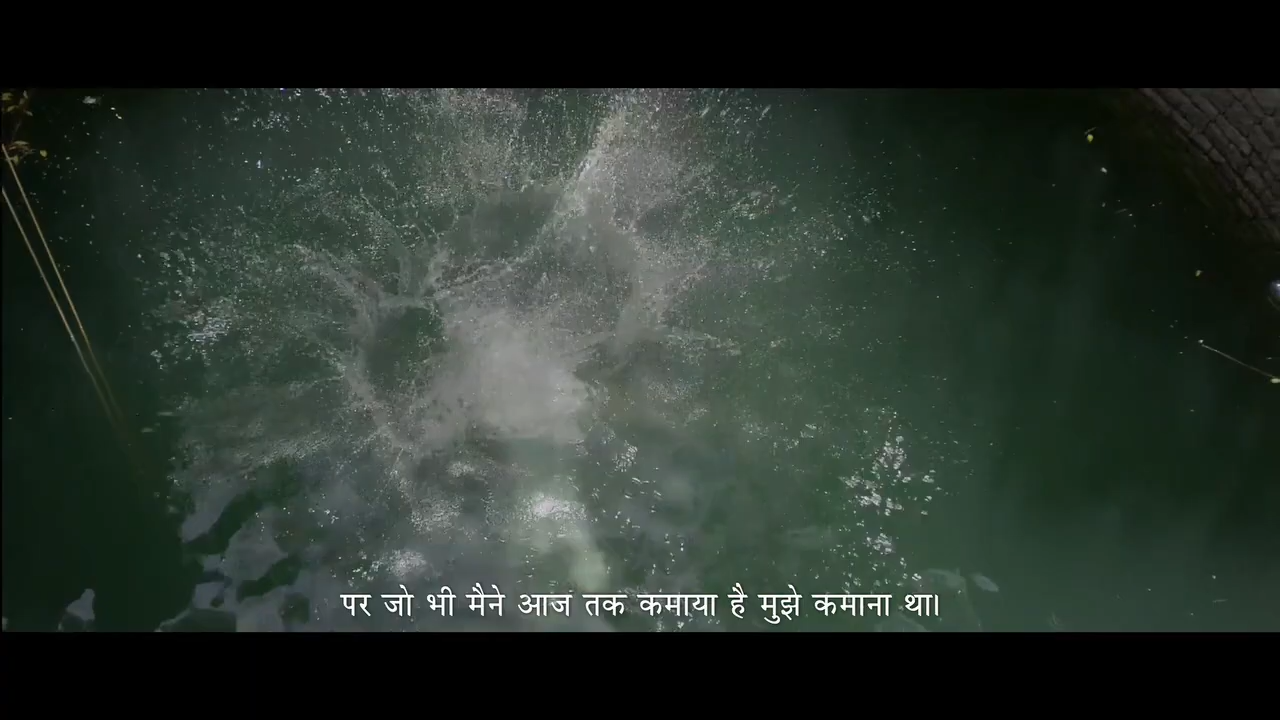 पर जो भी मैने आज तक कमाया है मुझे कमाना था।